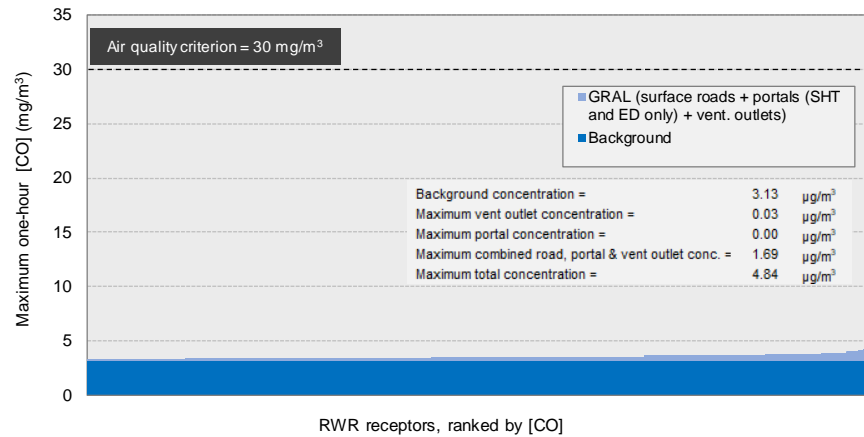 35
30
25
20
15
10
5
0
Maximum one-hour [CO] (mg/m³)
Air quality criterion = 30 mg/m³
GRAL (surface roads + portals (SHT
and ED only) + vent. outlets)
Background
Background concentration = 3.13 µg/m³
Maximum vent outlet concentration = 0.03 µg/m³
Maximum portal concentration = 0.00 µg/m³
Maximum combined road, portal & vent outlet conc. = 1.69 µg/m³
Maximum total concentration = 4.84 µg/m³
RWR receptors, ranked by [CO]